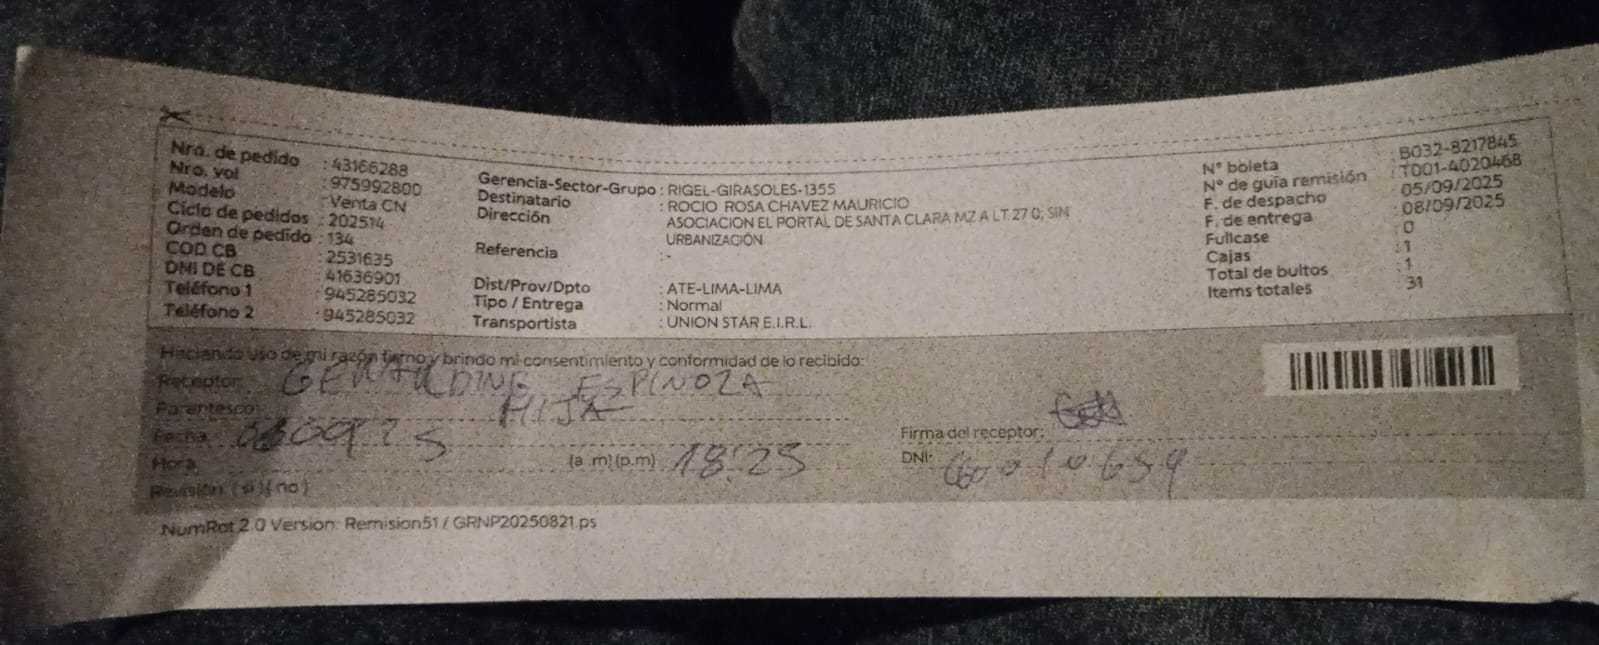 Nro. de pedido : 43166288
Nro. vol : 975992800
Modelo : Venta CN
Ciclo de pedidos : 202514
Orden de pedido : 134
COD CB : 2531635
DNI DE CB : 41636901
Teléfono 1 : 945285032
Teléfono 2 : 945285032
Gerencia-Sector-Grupo : RIGEL-GIRASOLES-1355
Destinatario : ROCIO ROSA CHAVEZ MAURICIO
Dirección ASOCIACION EL PORTAL DE SANTA CLARA MZ A LT 27 0; SIN
URBANIZACIÓN
Referencia : -
Dist/Prov/Dpto : ATE-LIMA-LIMA
Tipo / Entrega : Normal
Transportista : UNION STAR E.I.R.L.
N° boleta : B032-8217845
N° de guía remisión : T001-4020468
F. de despacho : 05/09/2025
F. de entrega : 08/09/2025
Fullcase : 0
Cajas : 1
Total de bultos : 1
Items totales : 31
Haciendo uso de mi razón firmo y brindo mi consentimiento y conformidad de lo recibido:
Receptor: ESPINOZA
Parentesco: HIJA
Fecha:
Hora (a .m) (p.m) 18:25
Revisión: ( si ) ( no )
Firma del receptor:
DNI:
NumRot 2.0 Version: Remision51 / GRNP20250821.ps